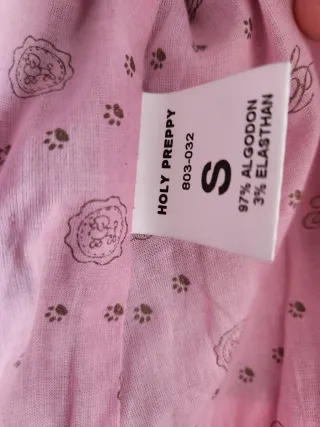 HOLY PREPPY
803-032
S
97% ALGODON
3% ELASTHAN